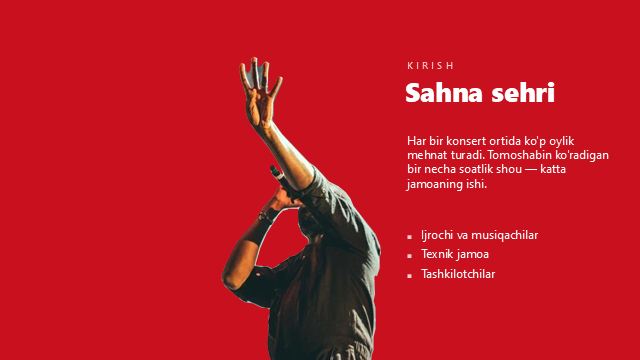 KIRISH
Sahna sehri
Har bir konsert ortida ko'p oylik
mehnat turadi. Tomoshabin ko'radigan
bir necha soatlik shou — katta
jamoaning ishi.
Ijrochi va musiqachilar
Texnik jamoa
Tashkilotchilar